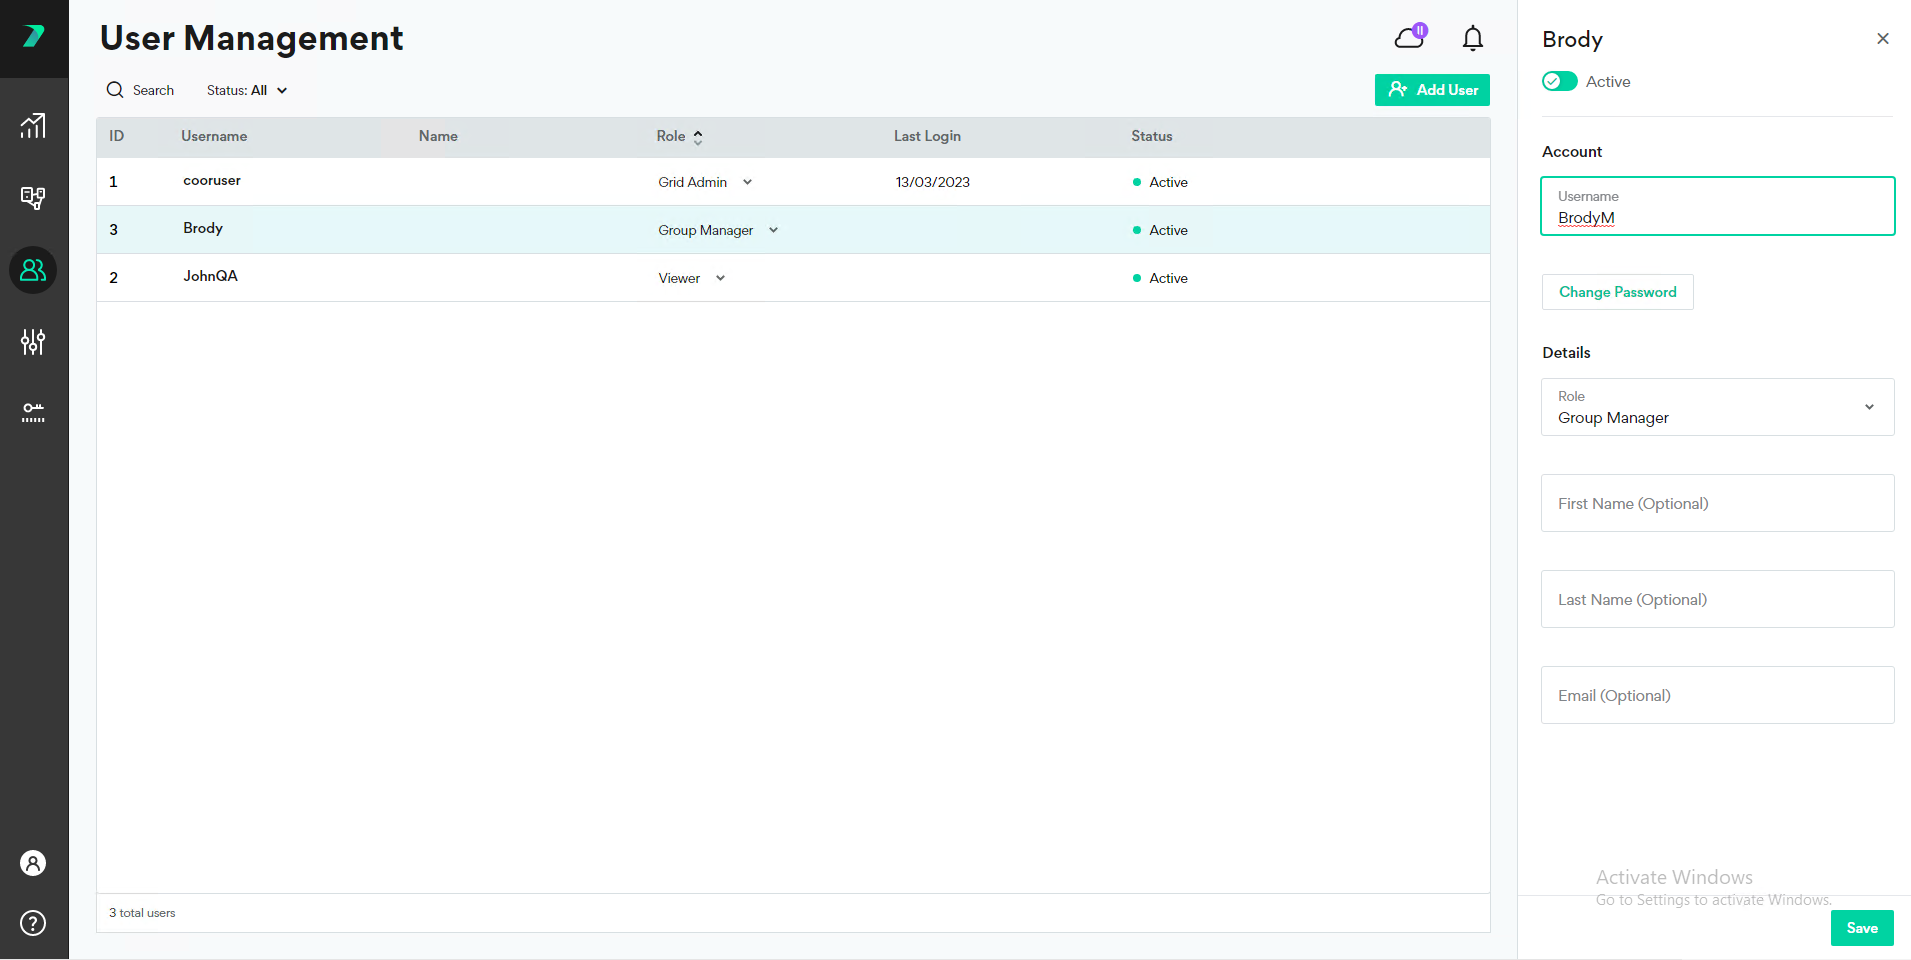 User Management
Search
Status: All
Add User
ID Username Name Role Last Login Status
1 cooruser Grid Admin 13/03/2023 Active
3 Brody Group Manager Active
2 JohnQA Viewer Active
3 total users
Brody
Active
Account
Username
BrodyM
Change Password
Details
Role
Group Manager
First Name (Optional)
Last Name (Optional)
Email (Optional)
Activate Windows
Go to Settings to activate Windows.
Save